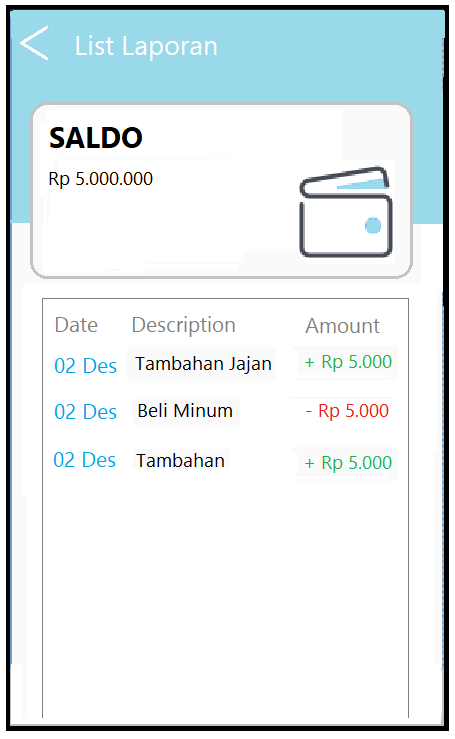 List Laporan
SALDO
Rp 5.000.000
Date Description Amount
02 Des Tambahan Jajan + Rp 5.000
02 Des Beli Minum - Rp 5.000
02 Des Tambahan + Rp 5.000